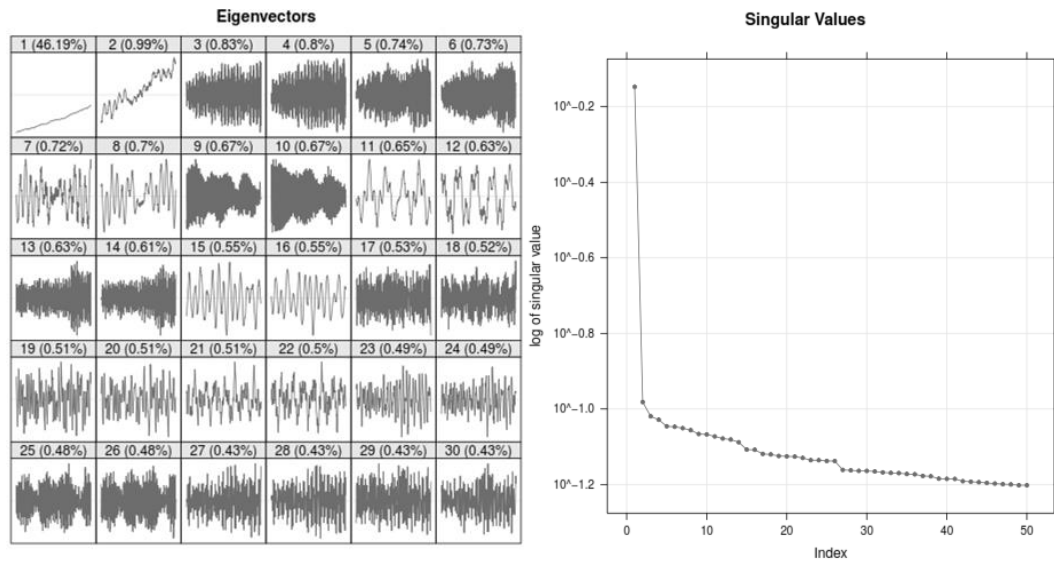 Eigenvectors
1 (46.19%) 2 (0.99%) 3 (0.83%) 4 (0.8%) 5 (0.74%) 6 (0.73%)
7 (0.72%) 8 (0.7%) 9 (0.67%) 10 (0.67%) 11 (0.65%) 12 (0.63%)
13 (0.63%) 14 (0.61%) 15 (0.55%) 16 (0.55%) 17 (0.53%) 18 (0.52%)
19 (0.51%) 20 (0.51%) 21 (0.51%) 22 (0.5%) 23 (0.49%) 24 (0.49%)
25 (0.48%) 26 (0.48%) 27 (0.43%) 28 (0.43%) 29 (0.43%) 30 (0.43%)
Singular Values
log of singular value
10^−0.2
10^−0.4
10^−0.6
10^−0.8
10^−1.0
10^−1.2
0 10 20 30 40 50
Index